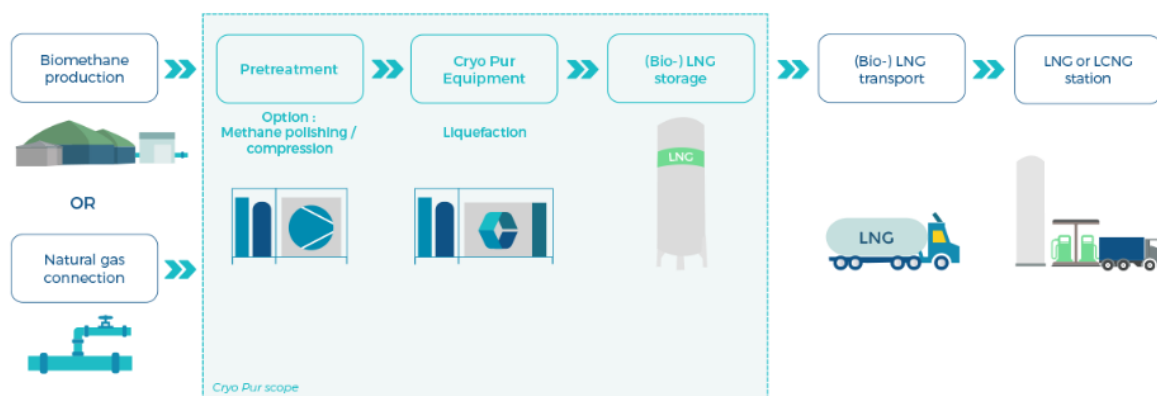 Biomethane
production
Pretreatment
Cryo Pur
Equipment
(Bio-) LNG
storage
(Bio-) LNG
transport
LNG or LCNG
station
Option :
Methane polishing /
compression
Liquefaction
LNG
OR
LNG
Natural gas
connection
Cryo Pur scope